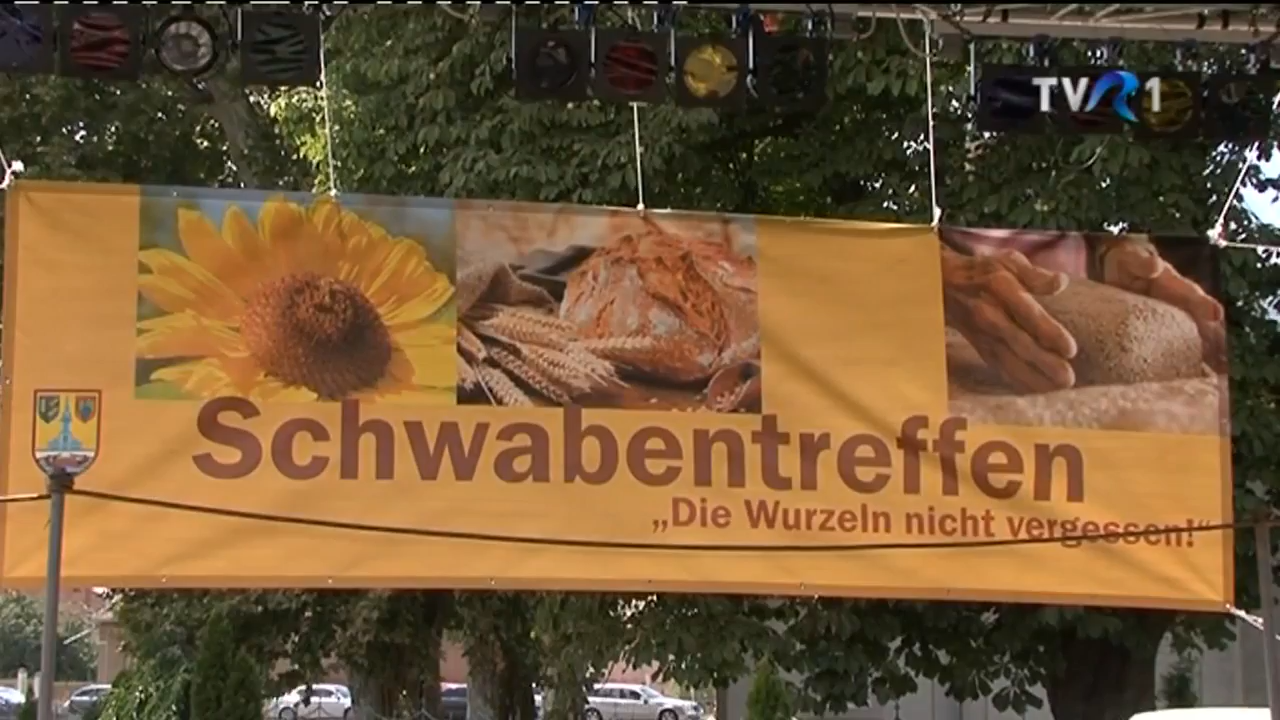 TVR1
Schwabentreffen
„Die Wurzeln nicht vergessen!“